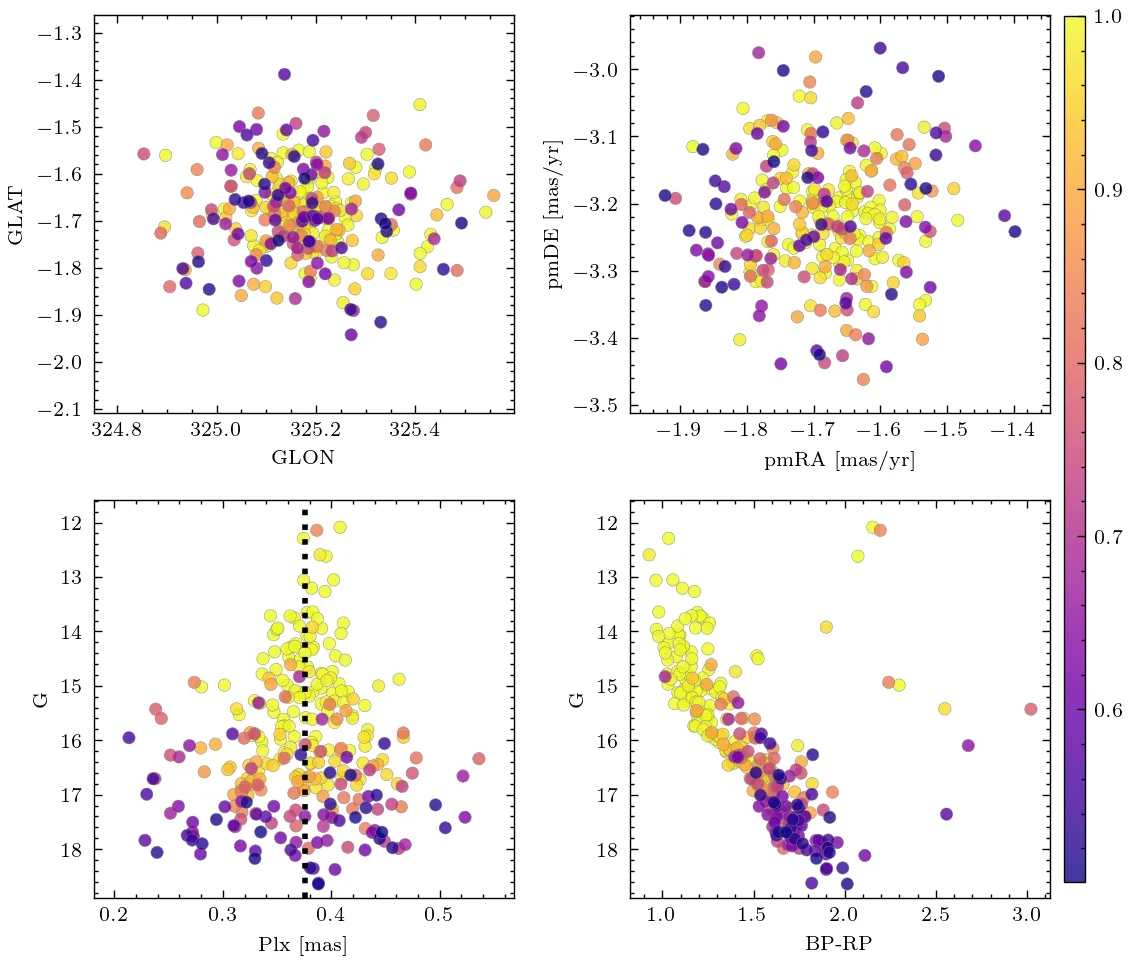 −1.3
−1.4
−1.5
−1.6
−1.7
−1.8
−1.9
−2.0
−2.1
GLAT
324.8 325.0 325.2 325.4
GLON
−3.0
−3.1
−3.2
−3.3
−3.4
−3.5
pmDE [mas/yr]
−1.9 −1.8 −1.7 −1.6 −1.5 −1.4
pmRA [mas/yr]
1.0
0.9
0.8
0.7
0.6
12
13
14
15
16
17
18
G
0.2 0.3 0.4 0.5
Plx [mas]
12
13
14
15
16
17
18
G
1.0 1.5 2.0 2.5 3.0
BP-RP